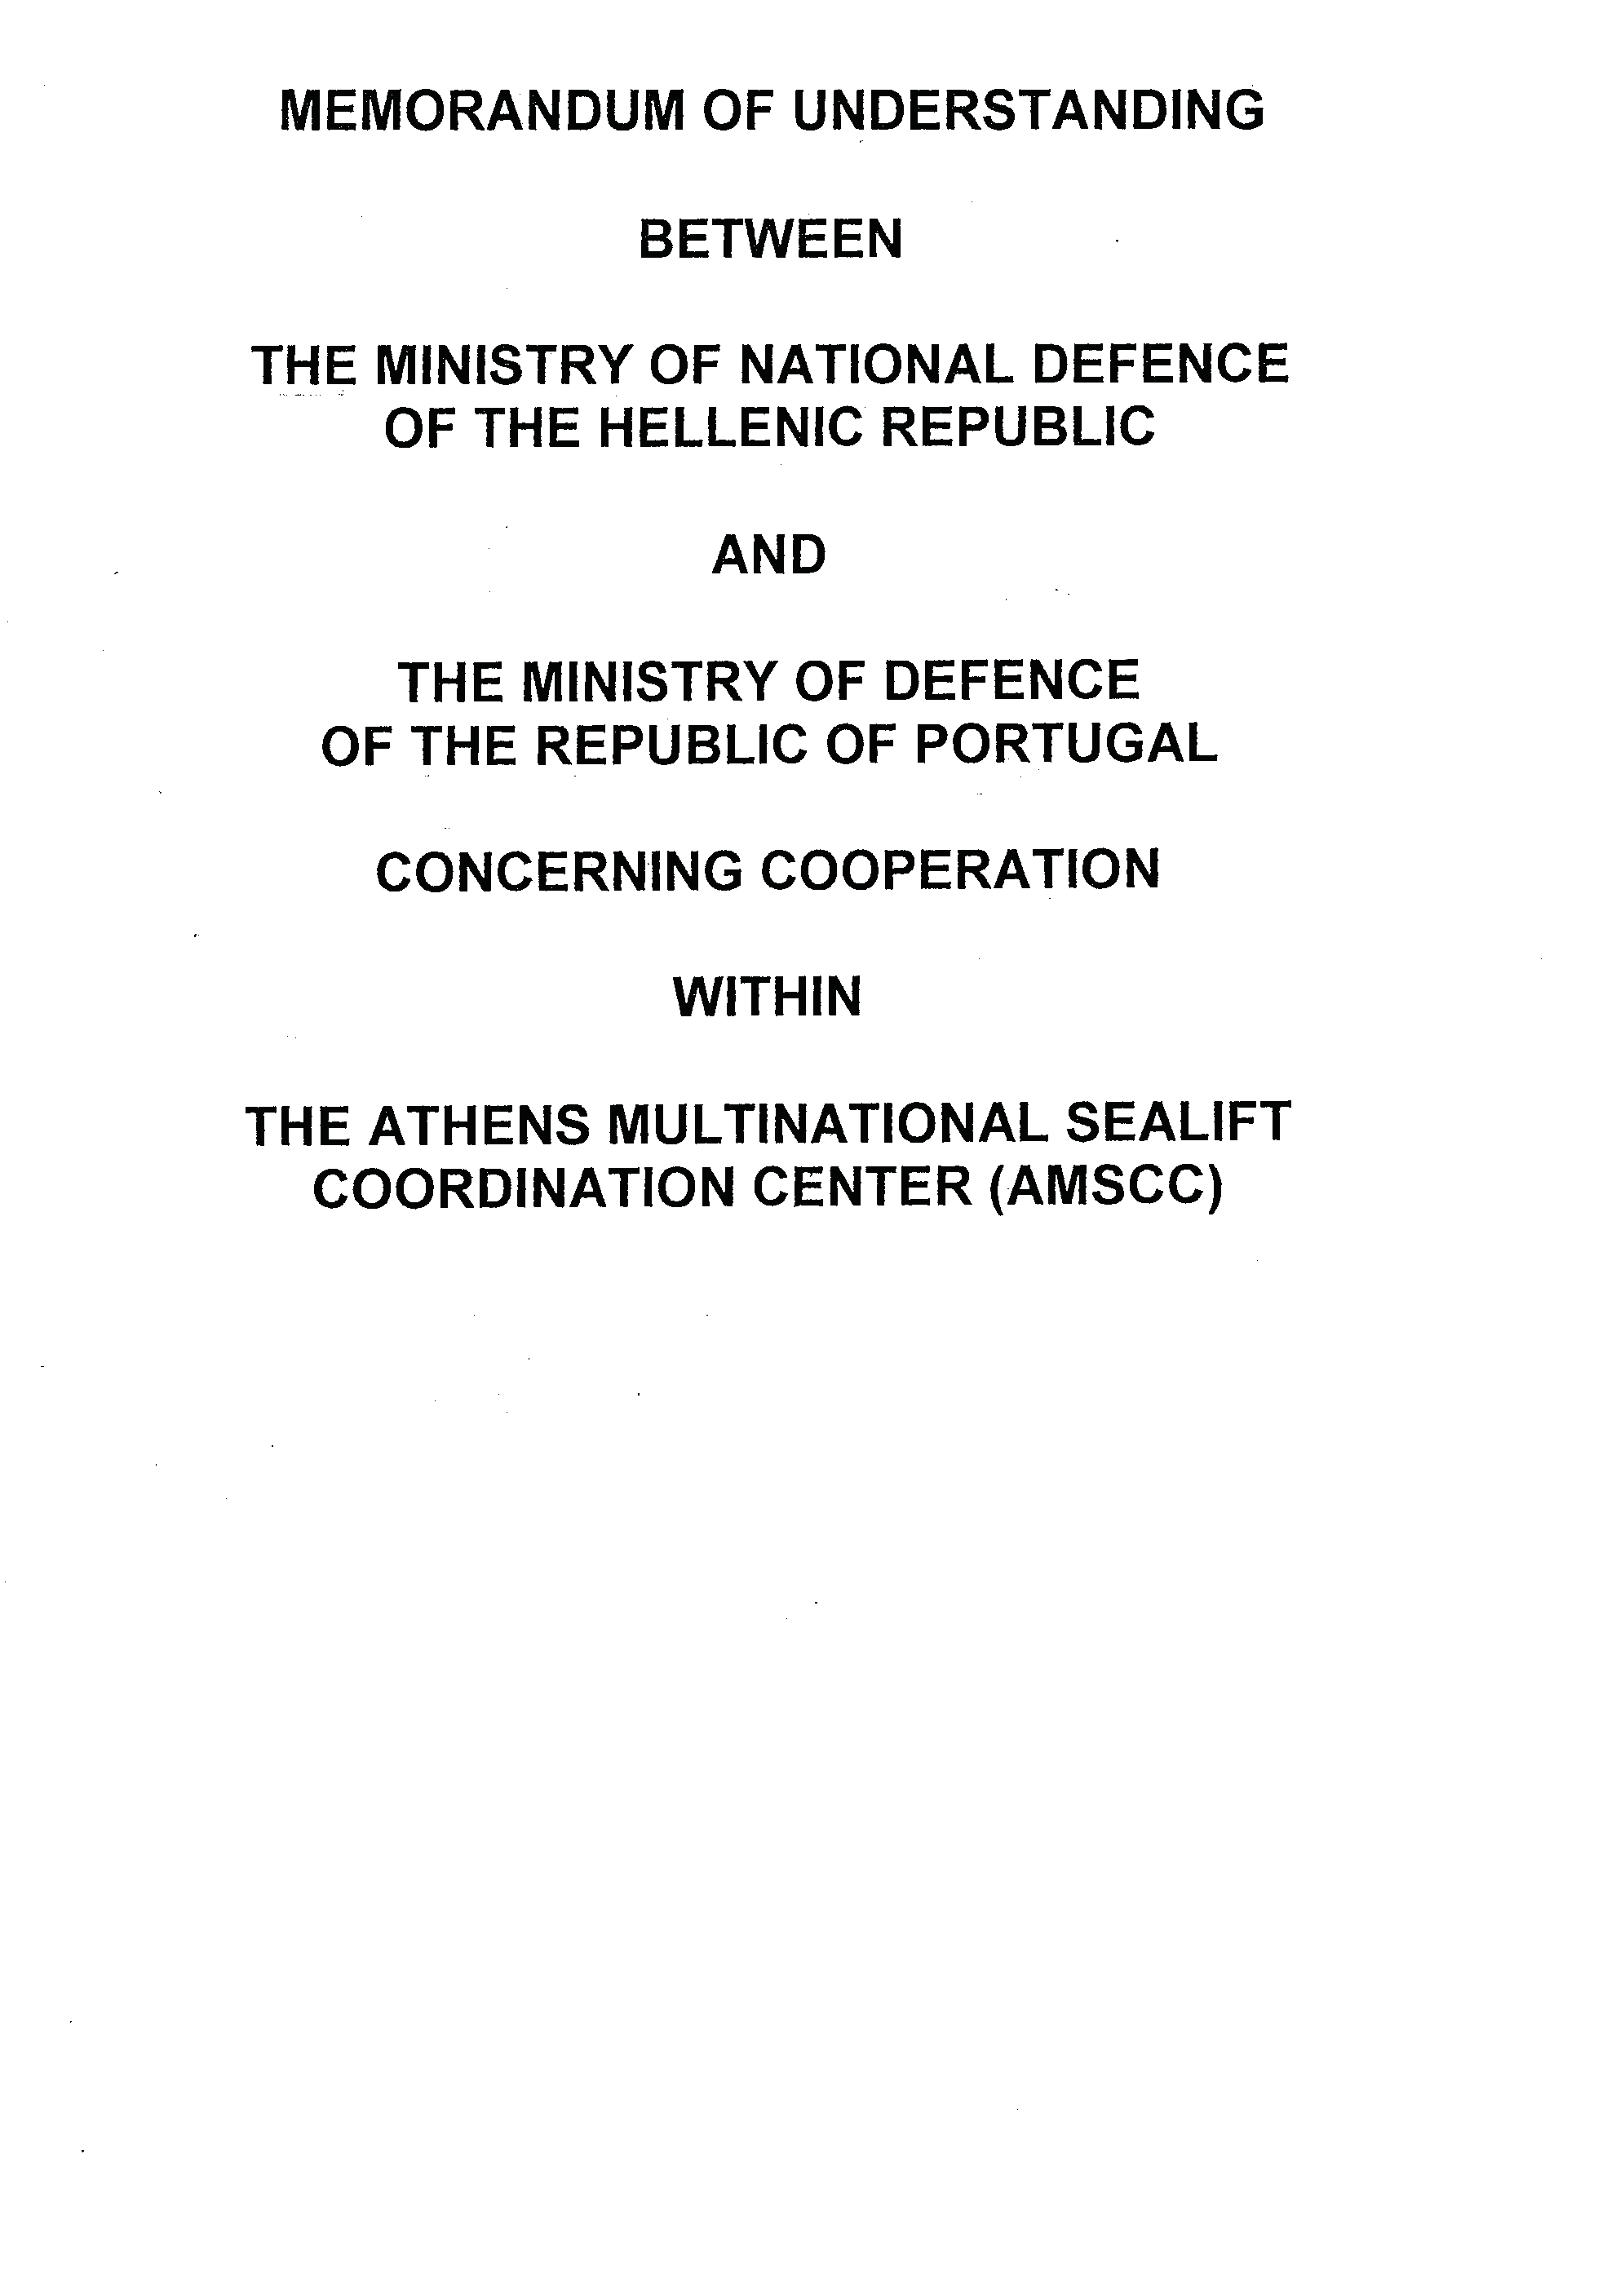 MEMORANDUM OF UNDERSTANDING
BETWEEN
THE MINISTRY OF NATIONAL DEFENCE
OF THE HELLENIC REPUBLIC
AND
THE MINISTRY OF DEFENCE
OF THE REPUBLIC OF PORTUGAL
CONCERNING COOPERATION
WITHIN
THE ATHENS MULTINATIONAL SEALIFT
COORDINATION CENTER (AMSCC)